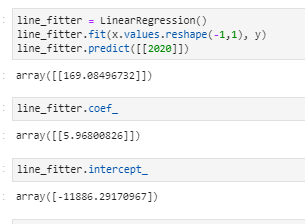 line_fitter = LinearRegression()
line_fitter.fit(x.values.reshape(-1,1), y)
line_fitter.predict([[2020]])
array([[169.08496732]])
line_fitter.coef_
array([[5.96800826]])
line_fitter.intercept_
array([-11886.29170967])